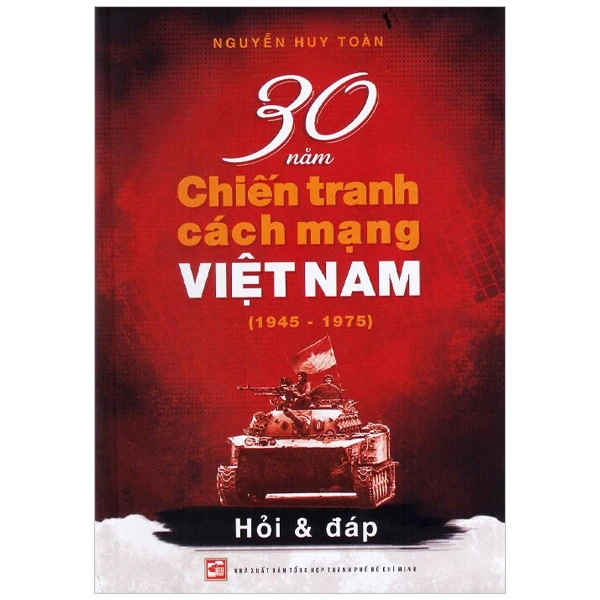 NGUYỄN HUY TOÀN
30
năm
Chiến tranh
cách mạng
VIỆT NAM
(1945 - 1975)
Hỏi & đáp
NHÀ XUẤT BẢN TỔNG HỢP THÀNH PHỐ HỒ CHÍ MINH